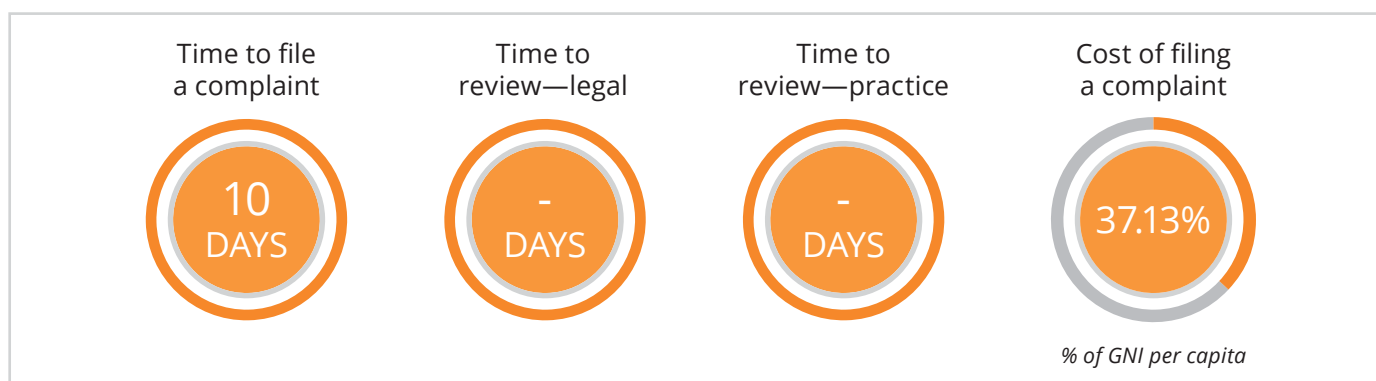 Time to file
a complaint
10
DAYS
Time to
review—legal
-
DAYS
Time to
review—practice
-
DAYS
Cost of filing
a complaint
37.13%
% of GNI per capita